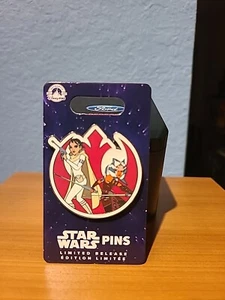 STAR
WARS PINS
LIMITED RELEASE
ÉDITION LIMITÉE